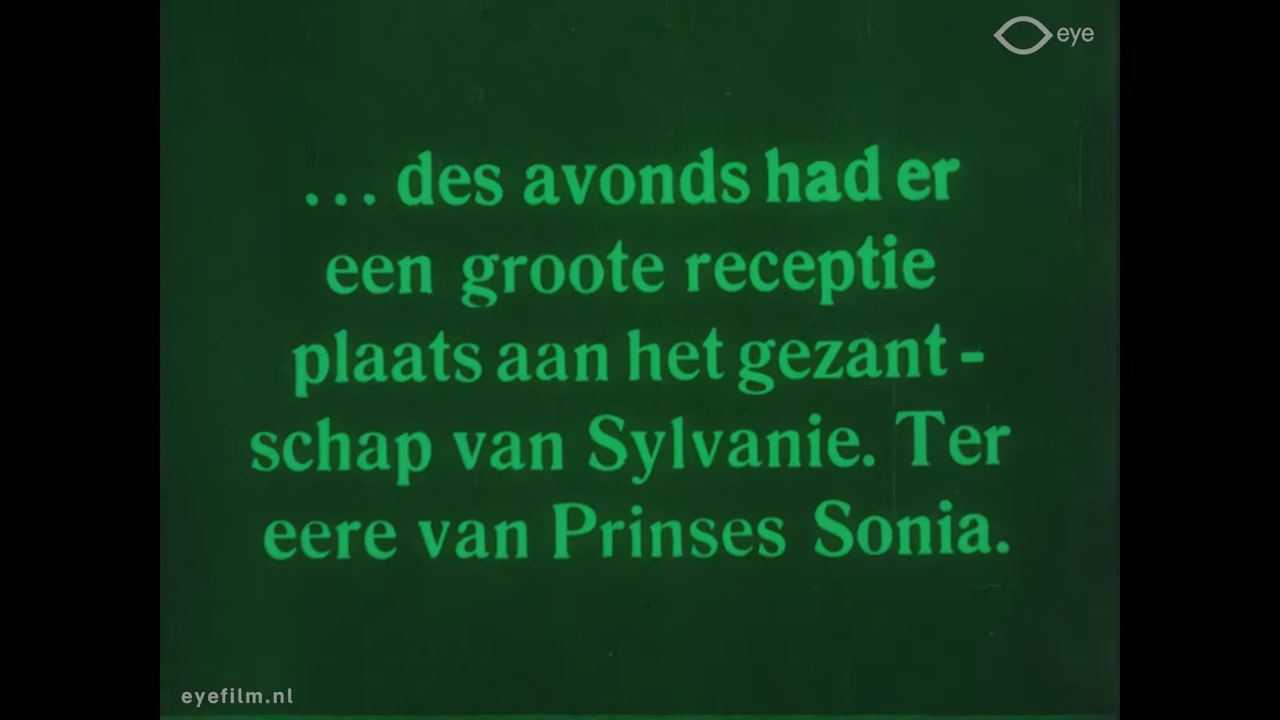 eye
... des avonds had er
een groote receptie
plaats aan het gezant-
schap van Sylvanie. Ter
eere van Prinses Sonia.
eyefilm.nl